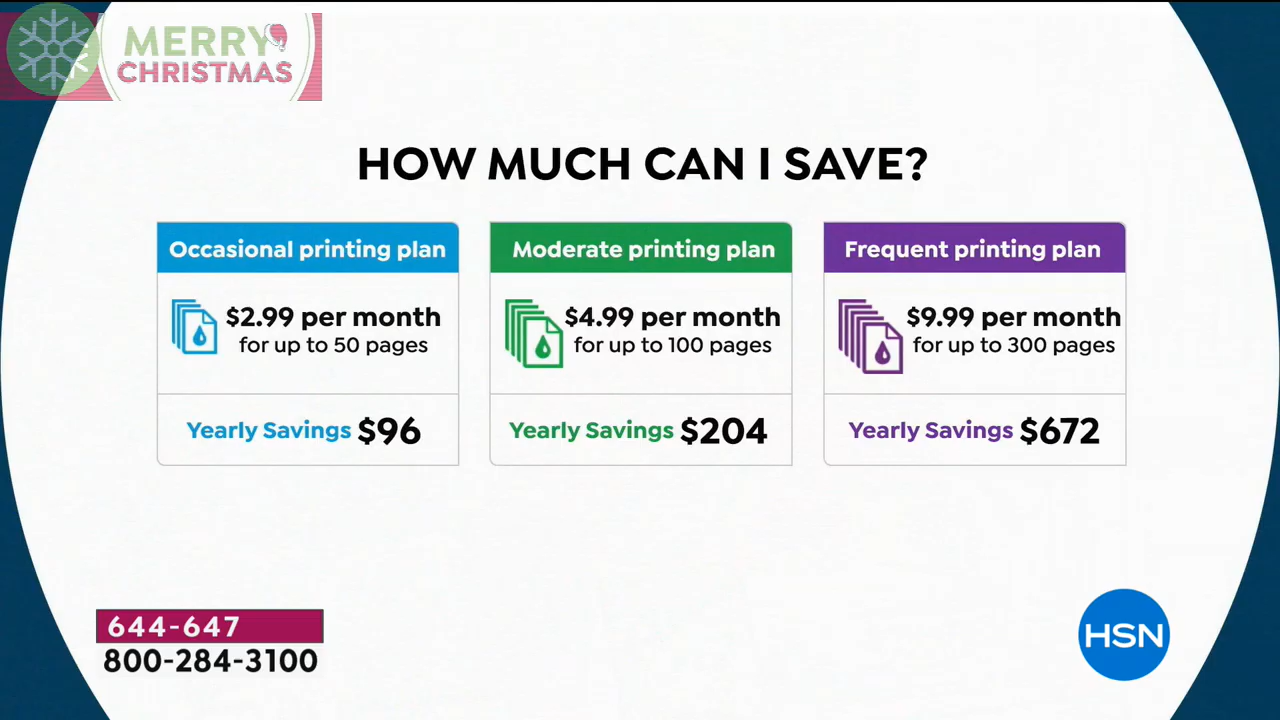 MERRY
CHRISTMAS
HOW MUCH CAN I SAVE?
Occasional printing plan
$2.99 per month
for up to 50 pages
Yearly Savings $96
Moderate printing plan
$4.99 per month
for up to 100 pages
Yearly Savings $204
Frequent printing plan
$9.99 per month
for up to 300 pages
Yearly Savings $672
644-647
800-284-3100
HSN